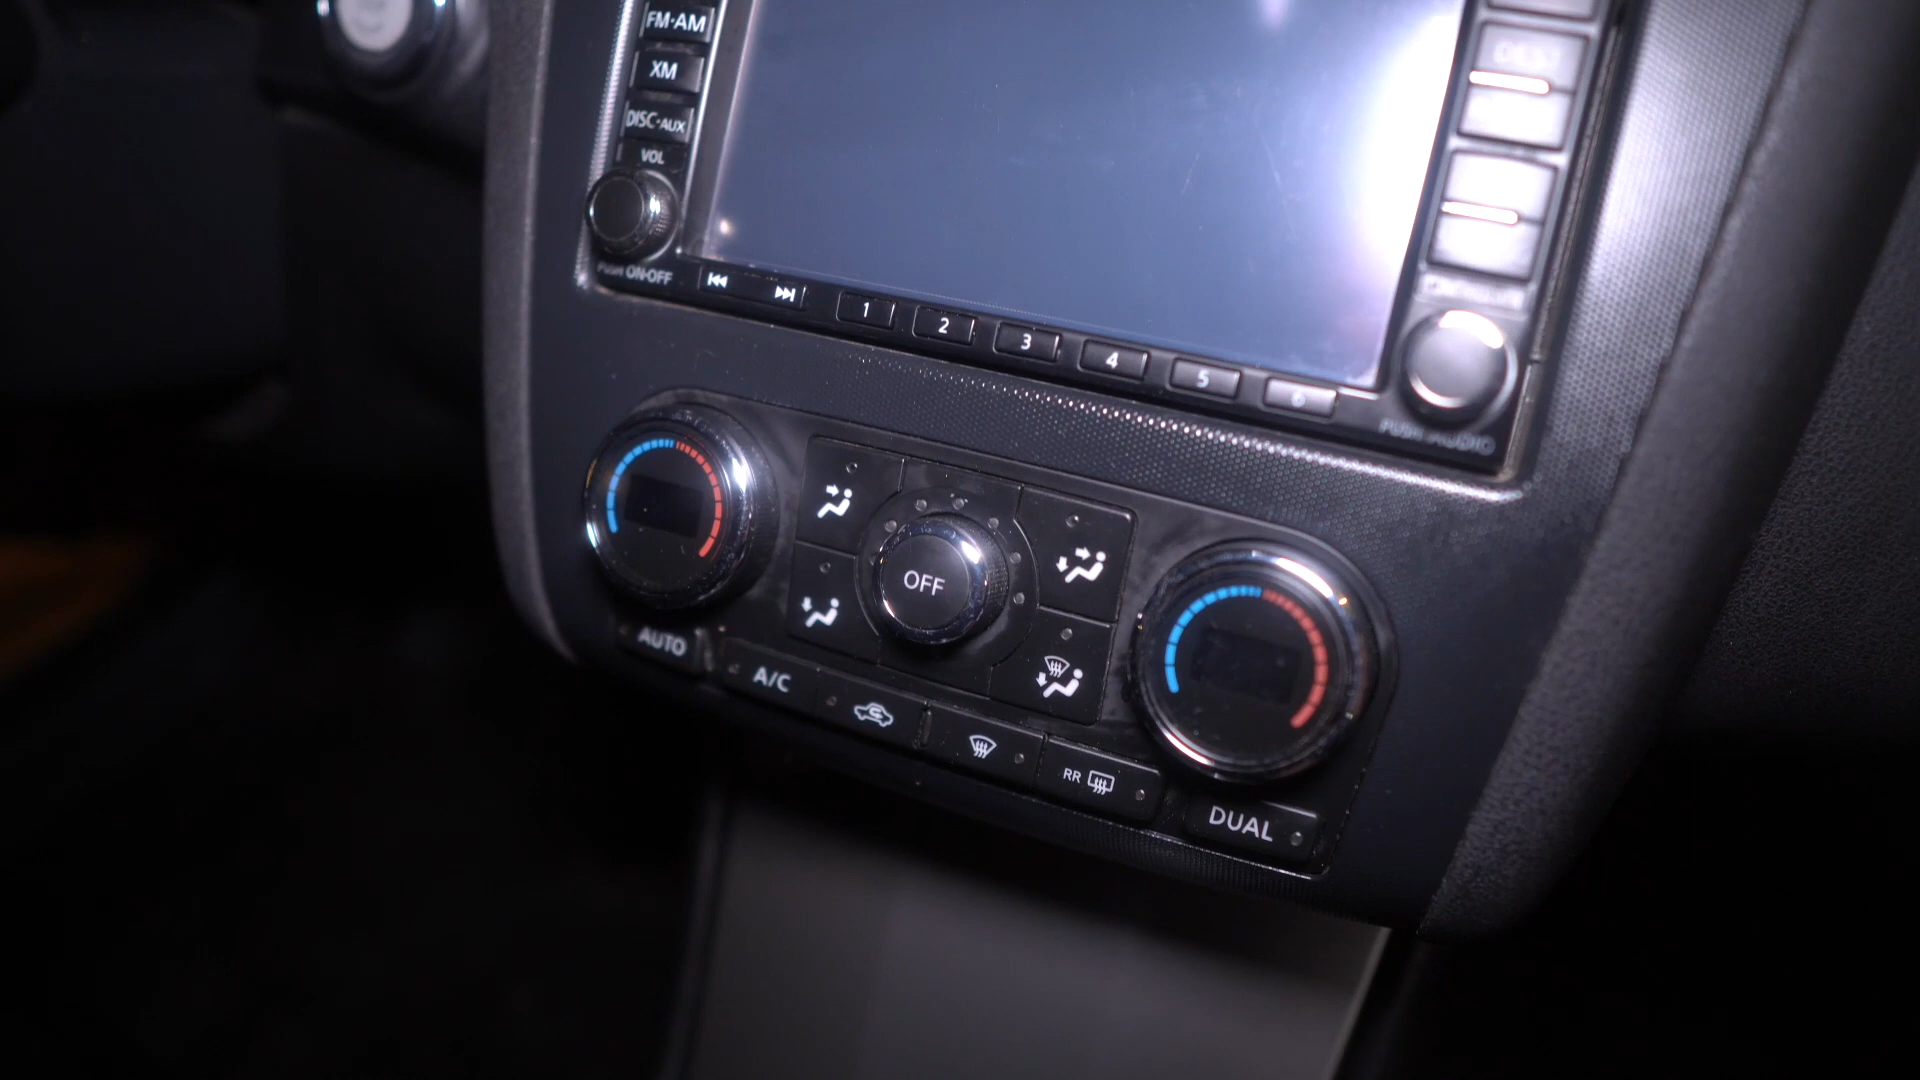 FM·AM
XM
DISC·AUX
VOL
PUSH ON·OFF
1 2 3 4 5 6
PUSH AUDIO
OFF
AUTO
A/C
RR
DUAL